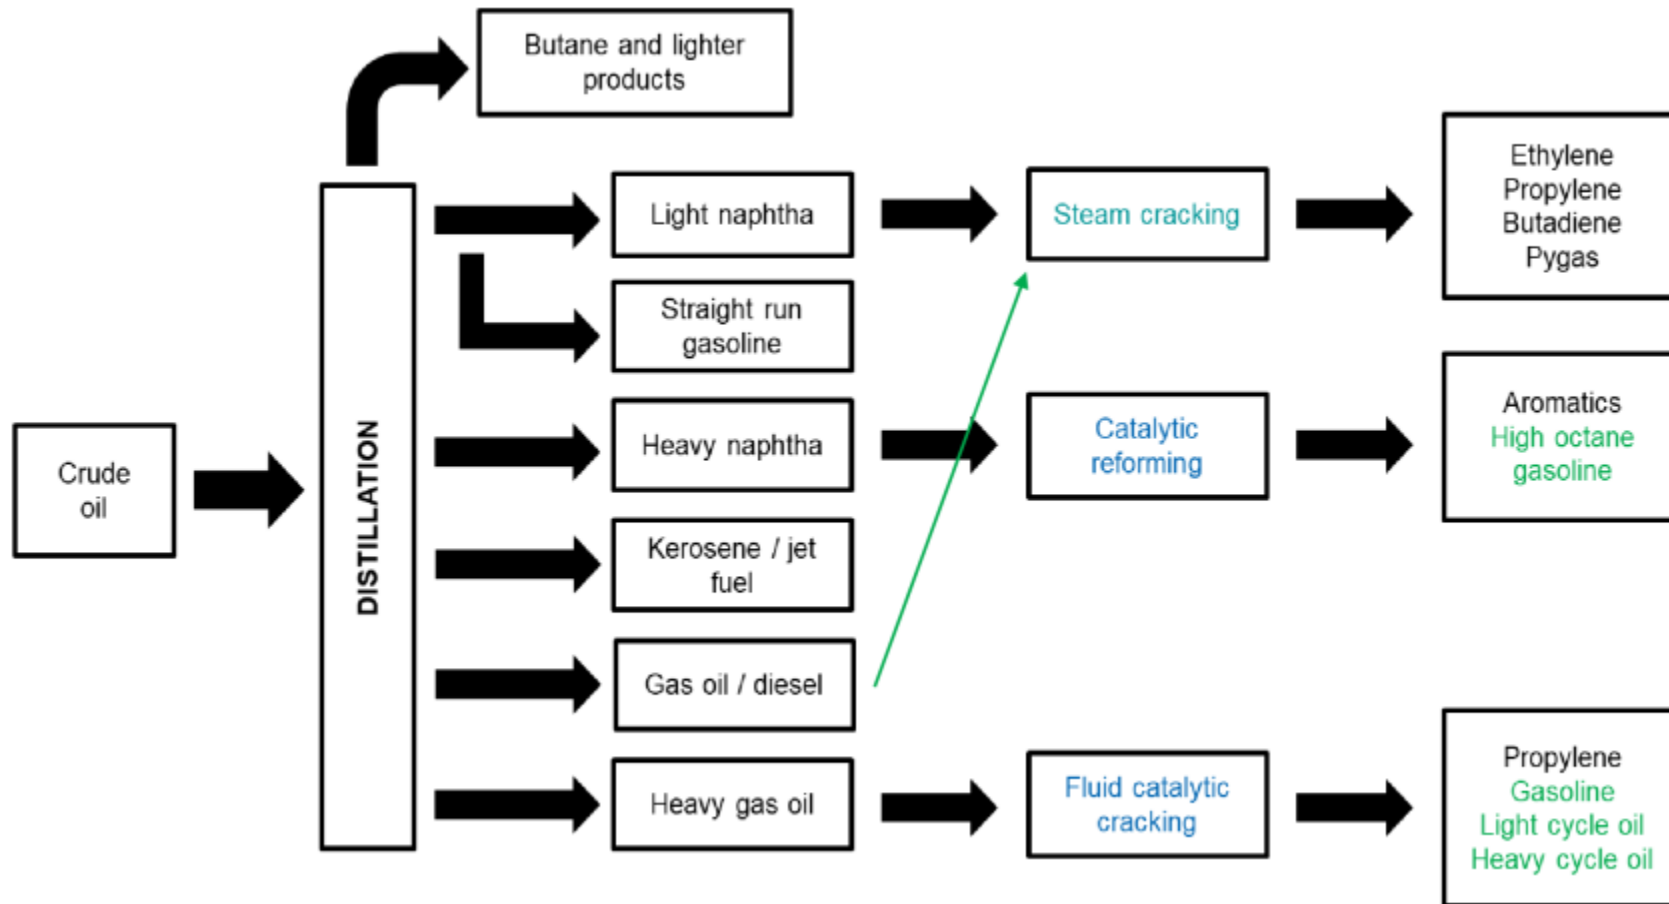 Butane and lighter
products
Light naphtha
Steam cracking
Ethylene
Propylene
Butadiene
Pygas
Straight run
gasoline
Crude
oil
DISTILLATION
Heavy naphtha
Catalytic
reforming
Aromatics
High octane
gasoline
Kerosene / jet
fuel
Gas oil / diesel
Heavy gas oil
Fluid catalytic
cracking
Propylene
Gasoline
Light cycle oil
Heavy cycle oil